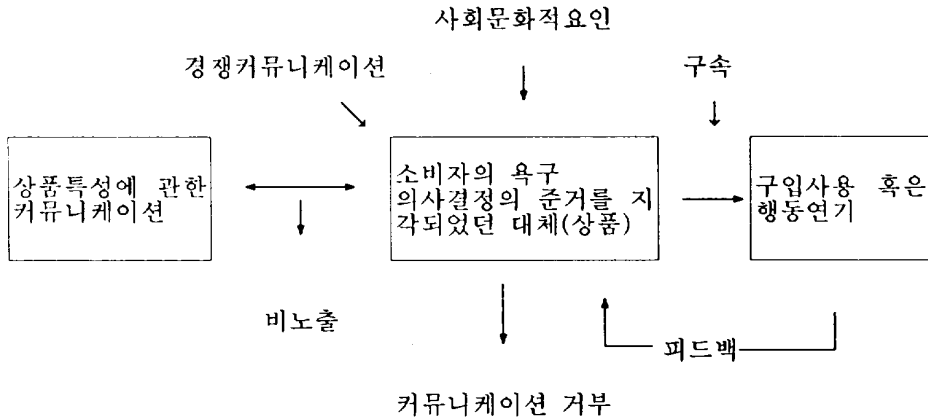 사회문화적요인
경쟁커뮤니케이션
구속
상품특성에 관한
커뮤니케이션
소비자의 욕구
의사결정의 준거를 지
각되었던 대체(상품)
구입사용 혹은
행동연기
비노출
피드백
커뮤니케이션 거부